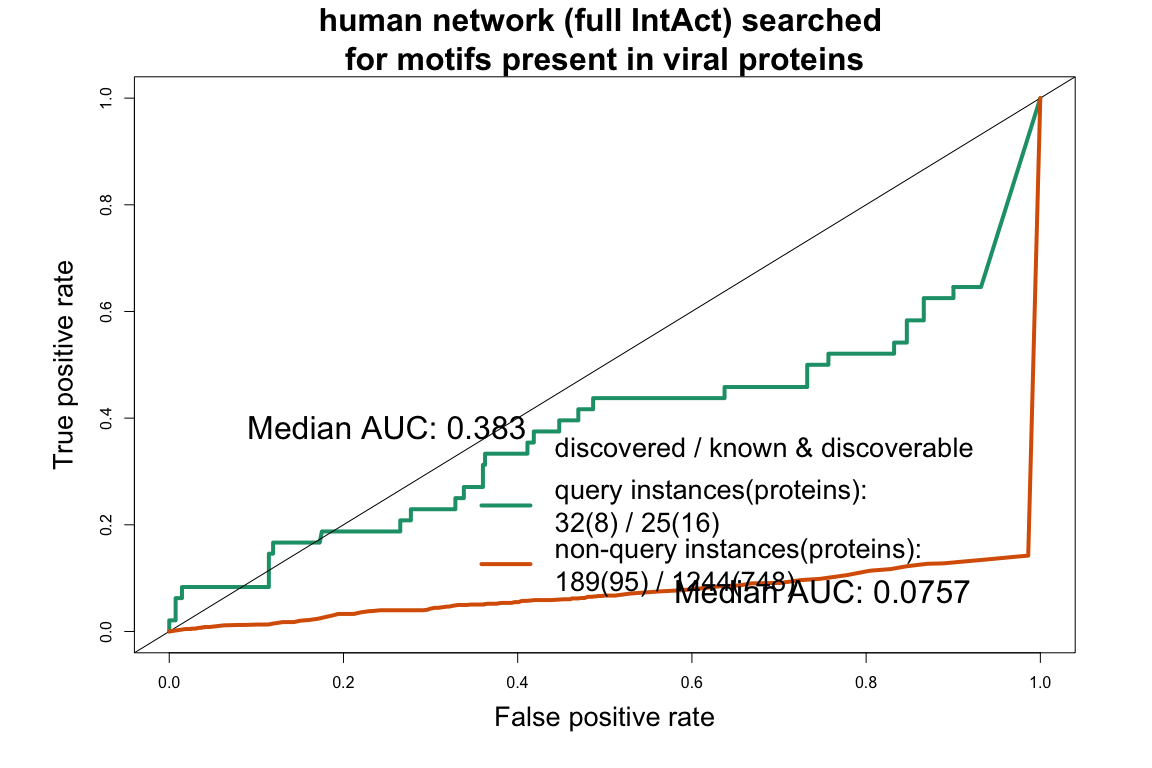 human network (full IntAct) searched
for motifs present in viral proteins
True positive rate
1.0
0.8
0.6
0.4
0.2
0.0
Median AUC: 0.383
discovered / known & discoverable
query instances(proteins):
32(8) / 25(16)
non-query instances(proteins):
189(95) / 1244(748)
Median AUC: 0.0757
0.0 0.2 0.4 0.6 0.8 1.0
False positive rate